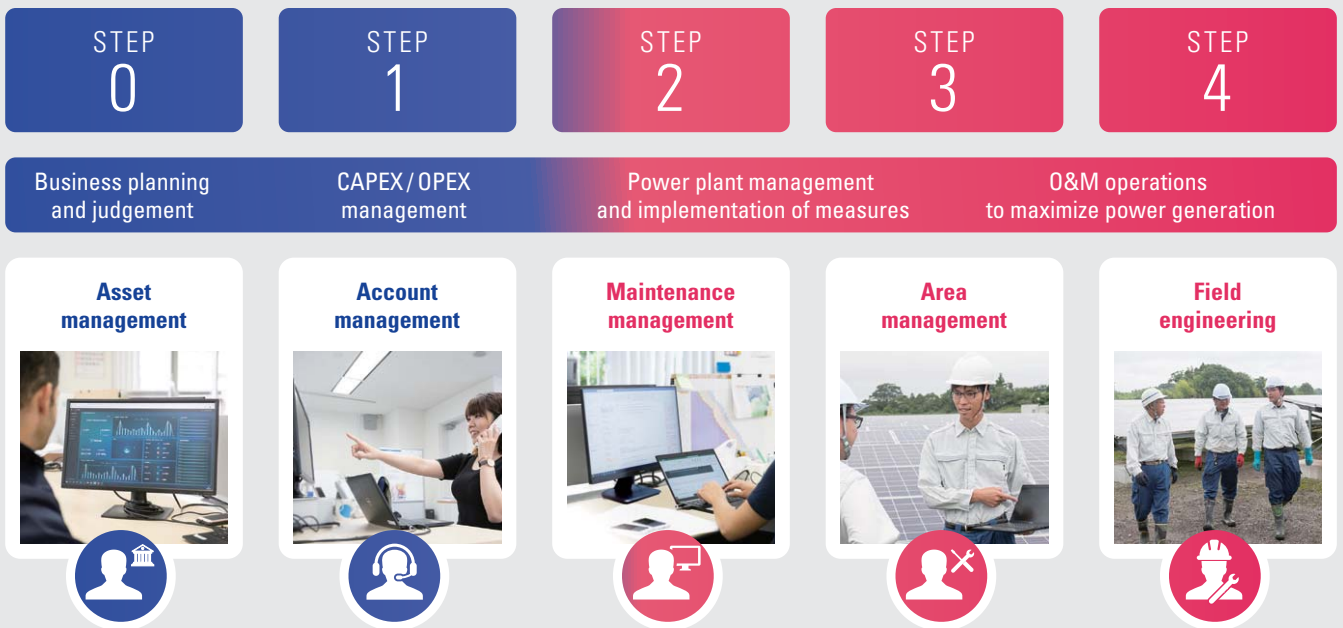 STEP
0
STEP
1
STEP
2
STEP
3
STEP
4
Business planning
and judgement
CAPEX / OPEX
management
Power plant management
and implementation of measures
O&M operations
to maximize power generation
Asset
management
Account
management
Maintenance
management
Area
management
Field
engineering